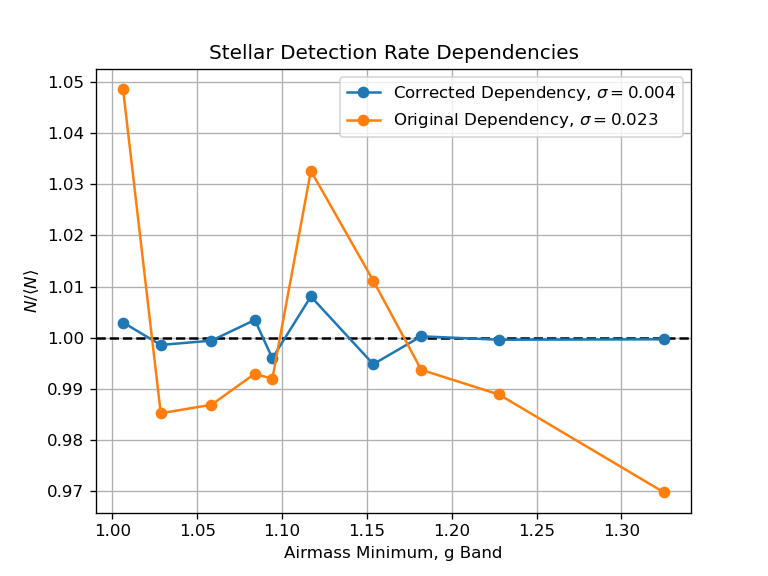 Stellar Detection Rate Dependencies
Corrected Dependency, σ = 0.004
Original Dependency, σ = 0.023
N/⟨N⟩
1.05
1.04
1.03
1.02
1.01
1.00
0.99
0.98
0.97
1.00 1.05 1.10 1.15 1.20 1.25 1.30
Airmass Minimum, g Band